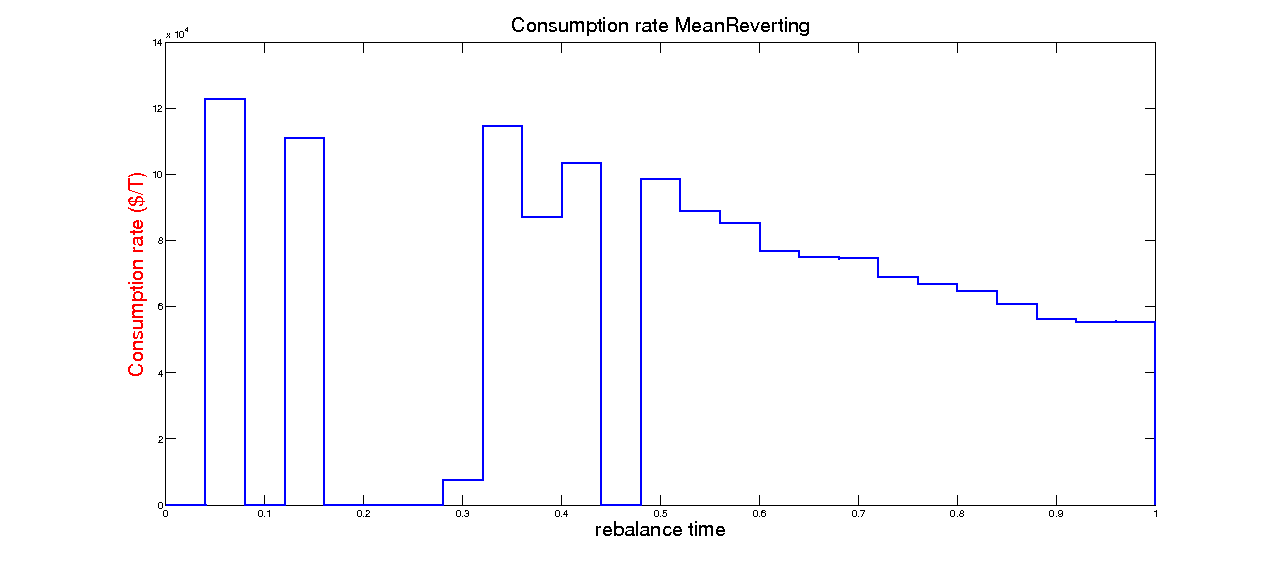 Consumption rate MeanReverting
x 10^4
14
12
10
8
6
4
2
0
Consumption rate ($/T)
0 0.1 0.2 0.3 0.4 0.5 0.6 0.7 0.8 0.9 1
rebalance time